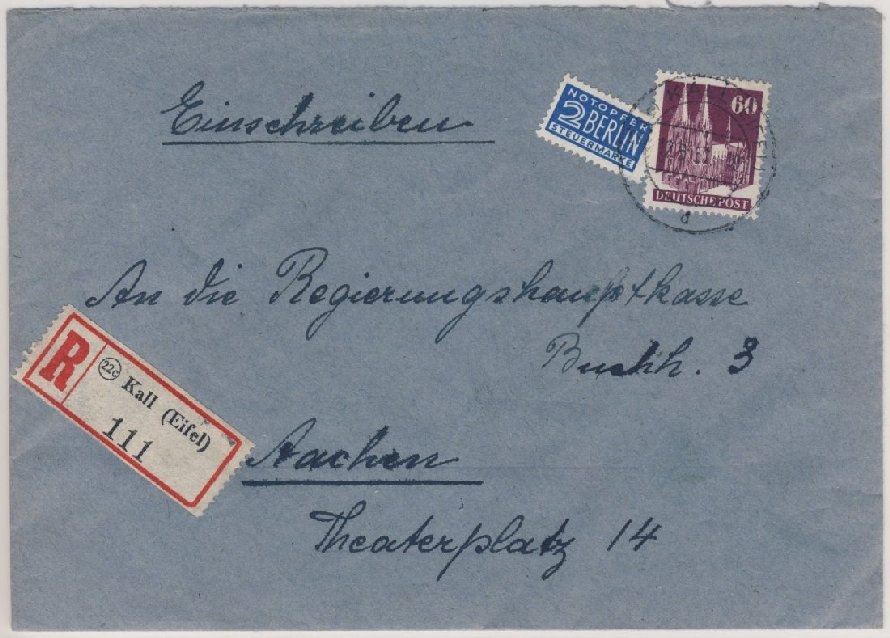 Einschreiben
NOTOPFER
2 BERLIN
STEUERMARKE
60
DEUTSCHE POST
d
An die Regierungshauptkasse
Buchh. 3
R
22c Kall (Eifel)
111
Aachen
Theaterplatz 14